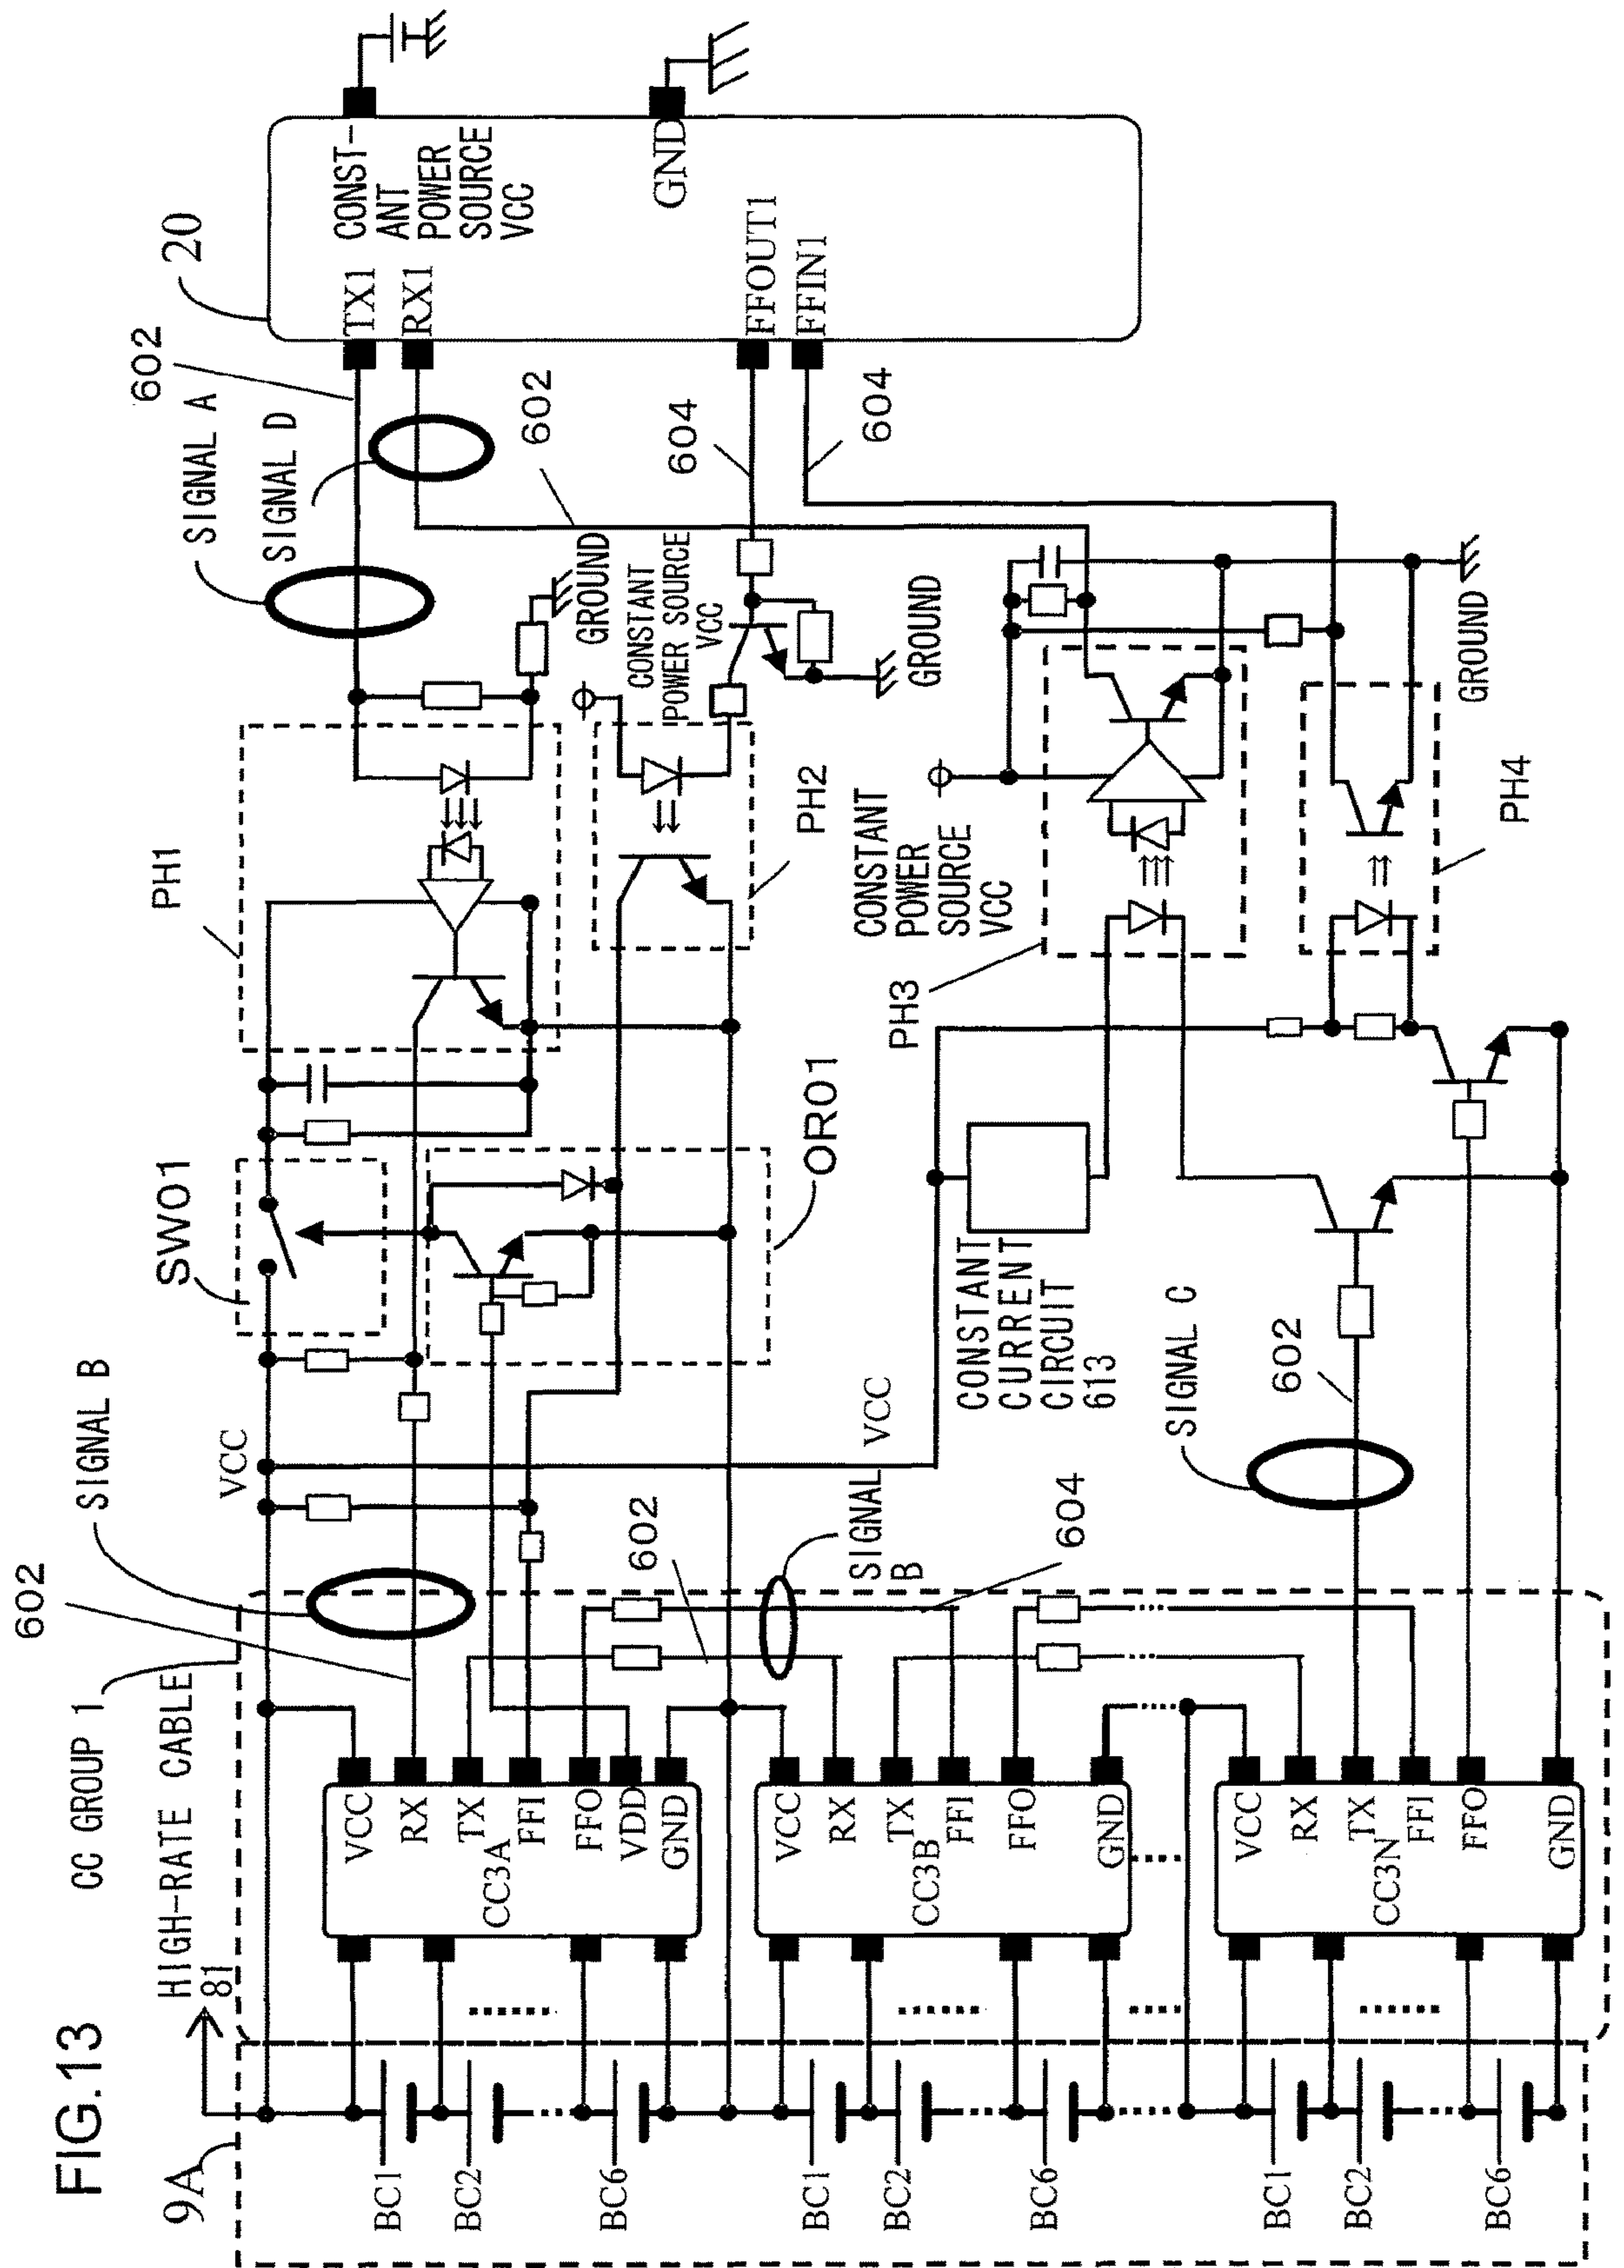 FIG.13
9A
HIGH-RATE CABLE
81
CC GROUP 1
602
SIGNAL B
VCC
SW01
PH1
SIGNAL A
SIGNAL D
602
20
TX1
RX1
CONST-
ANT
POWER
SOURCE
VCC
GND
FFOUT1
FFIN1
602
604
604
GROUND
CONSTANT
POWER SOURCE
VCC
GROUND
PH2
OR01
CONSTANT
POWER
SOURCE
VCC
PH3
PH4
GROUND
VCC
CONSTANT
CURRENT
CIRCUIT
613
SIGNAL C
602
602
SIGNAL
B
604
VCC
RX
TX
FFI
FFO
VDD
GND
CC3A
VCC
RX
TX
FFI
FFO
GND
CC3B
VCC
RX
TX
FFI
FFO
GND
CC3N
BC1
BC2
BC6
BC1
BC2
BC6
BC1
BC2
BC6